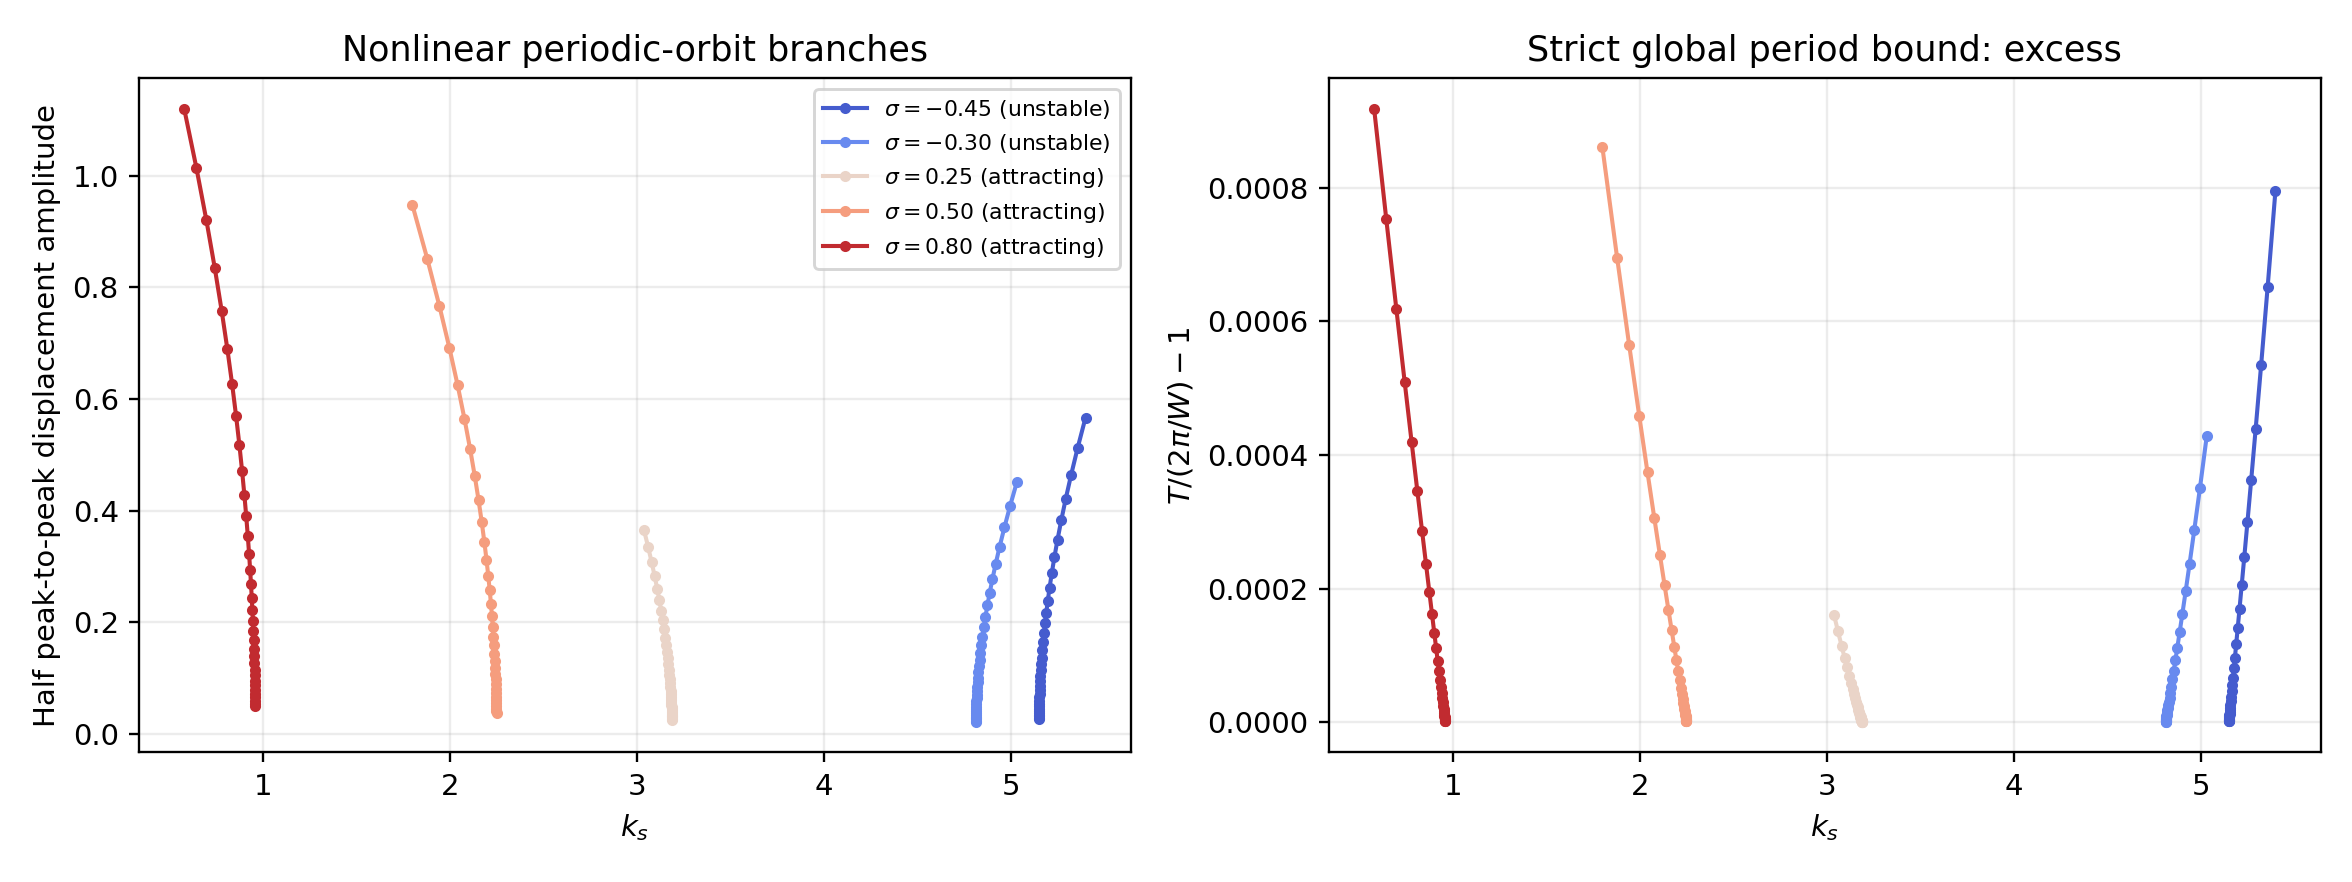 Nonlinear periodic-orbit branches
Half peak-to-peak displacement amplitude
1.0
0.8
0.6
0.4
0.2
0.0
σ = −0.45 (unstable)
σ = −0.30 (unstable)
σ = 0.25 (attracting)
σ = 0.50 (attracting)
σ = 0.80 (attracting)
1 2 3 4 5
k_s
Strict global period bound: excess
T/(2π/W) − 1
0.0008
0.0006
0.0004
0.0002
0.0000
1 2 3 4 5
k_s